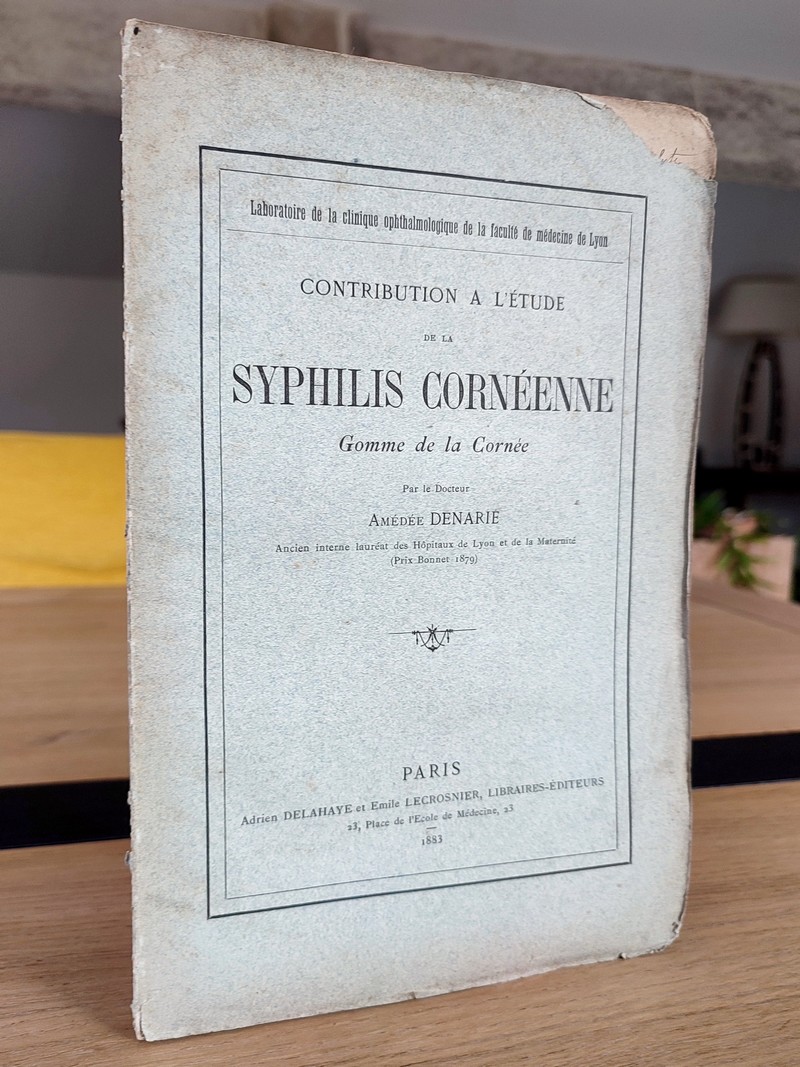 Laboratoire de la clinique ophthalmologique de la faculté de médecine de Lyon
CONTRIBUTION A L'ÉTUDE
DE LA
SYPHILIS CORNÉENNE
Gomme de la Cornée
Par le Docteur
AMÉDÉE DENARIÉ
Ancien interne lauréat des Hôpitaux de Lyon et de la Maternité
(Prix Bonnet 1879)
PARIS
Adrien DELAHAYE et Emile LECROSNIER, LIBRAIRES-ÉDITEURS
23, Place de l'Ecole de Médecine, 23
1883